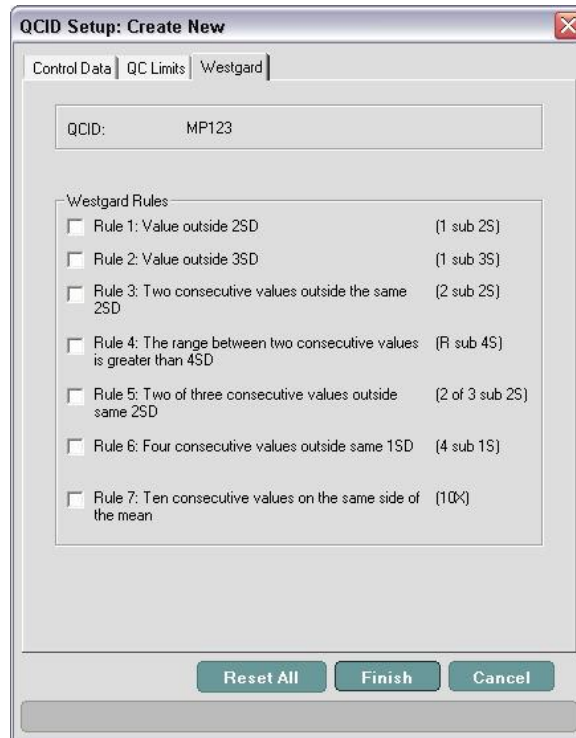 QCID Setup: Create New
Control Data QC Limits Westgard
QCID: MP123
Westgard Rules
Rule 1: Value outside 2SD (1 sub 2S)
Rule 2: Value outside 3SD (1 sub 3S)
Rule 3: Two consecutive values outside the same (2 sub 2S)
2SD
Rule 4: The range between two consecutive values (R sub 4S)
is greater than 4SD
Rule 5: Two of three consecutive values outside (2 of 3 sub 2S)
same 2SD
Rule 6: Four consecutive values outside same 1SD (4 sub 1S)
Rule 7: Ten consecutive values on the same side of (10X)
the mean
Reset All Finish Cancel